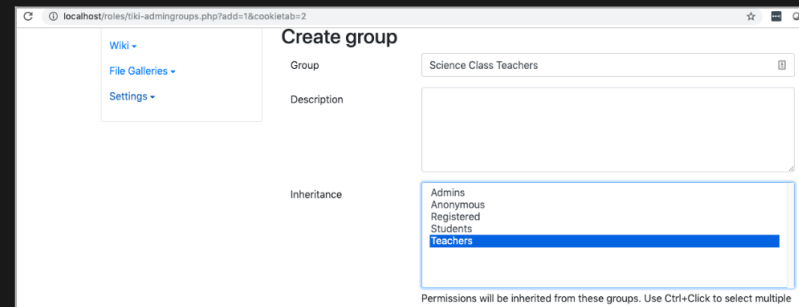 localhost/roles/tiki-admingroups.php?add=1&cookietab=2
Create group
Wiki
Group
Science Class Teachers
File Galleries
Settings
Description
Inheritance
Admins
Anonymous
Registered
Students
Teachers
Permissions will be inherited from these groups. Use Ctrl+Click to select multiple